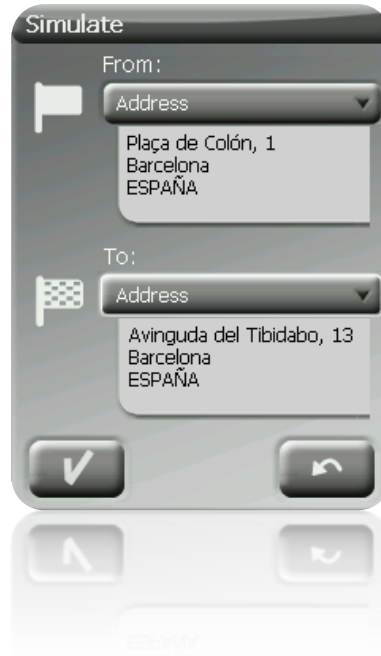 Simulate
From:
Address
Plaça de Colón, 1
Barcelona
ESPAÑA
To:
Address
Avinguda del Tibidabo, 13
Barcelona
ESPAÑA